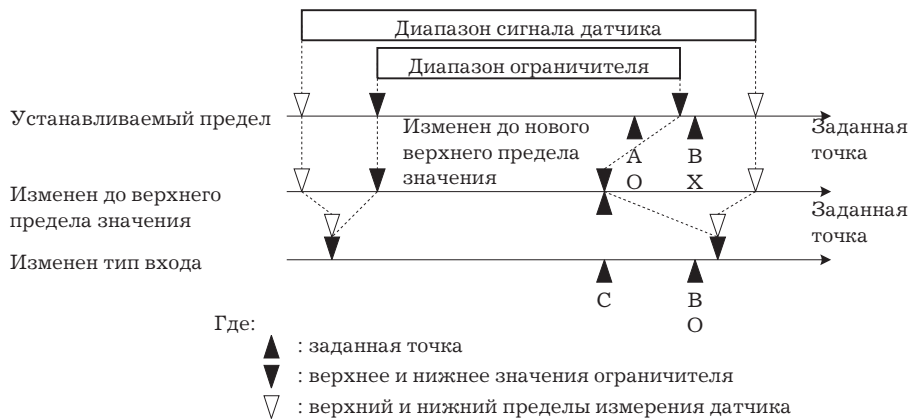 Диапазон сигнала датчика
Диапазон ограничителя
Устанавливаемый предел
Изменен до нового
верхнего предела
значения
А
О
В
Х
Заданная
точка
Изменен до верхнего
предела значения
Заданная
точка
Изменен тип входа
С
В
О
Где:
: заданная точка
: верхнее и нижнее значения ограничителя
: верхний и нижний пределы измерения датчика